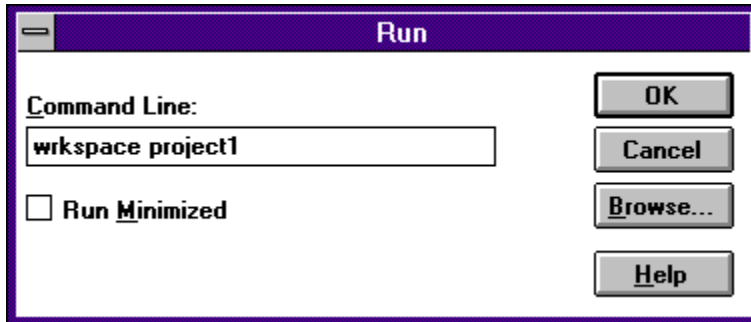 Run
Command Line:
wrkspace project1
Run Minimized
OK
Cancel
Browse...
Help